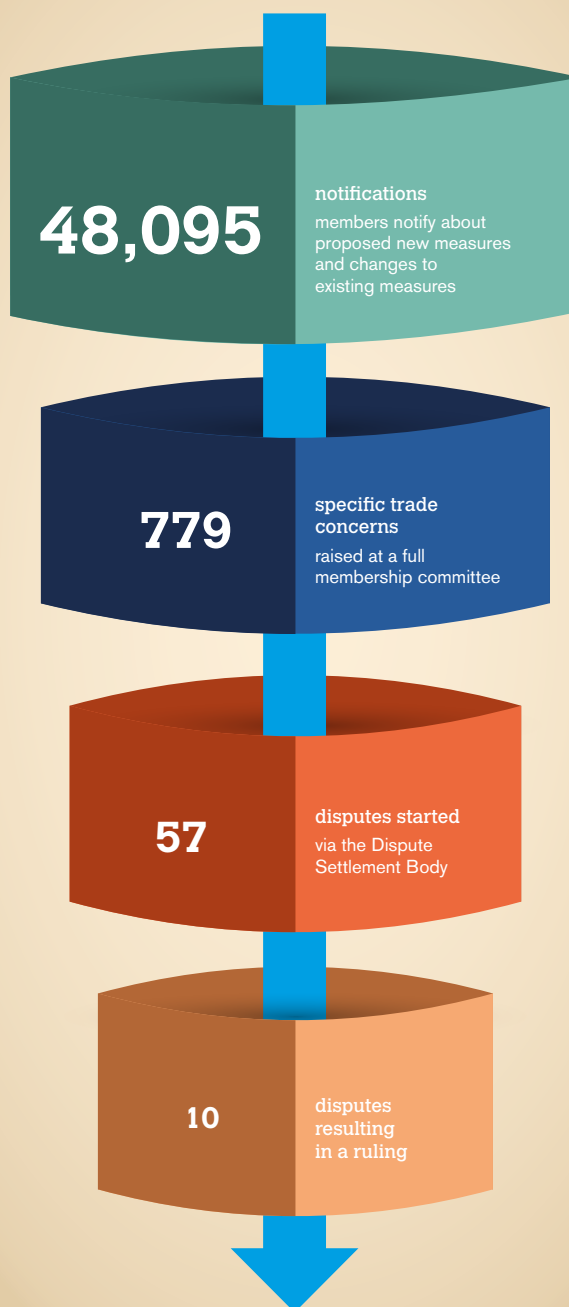 48,095
notifications
members notify about
proposed new measures
and changes to
existing measures
779
specific trade
concerns
raised at a full
membership committee
57
disputes started
via the Dispute
Settlement Body
10
disputes
resulting
in a ruling